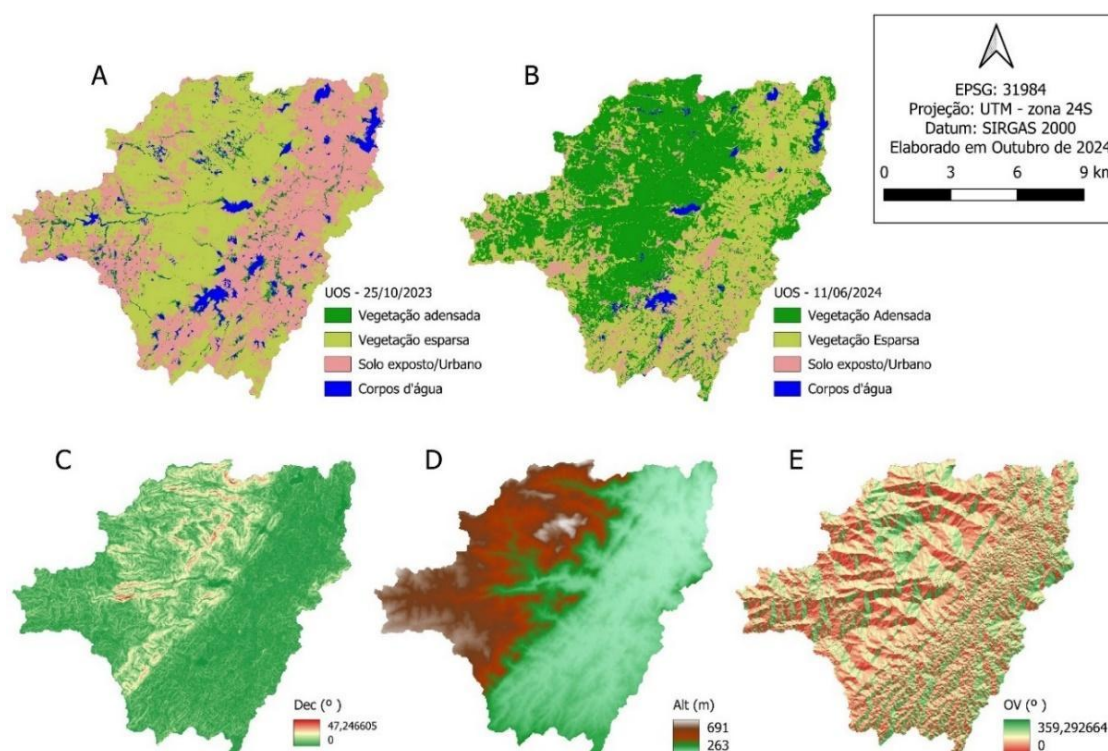 A
B
EPSG: 31984
Projeção: UTM - zona 24S
Datum: SIRGAS 2000
Elaborado em Outubro de 2024
0 3 6 9 km
UOS - 25/10/2023
Vegetação adensada
Vegetação esparsa
Solo exposto/Urbano
Corpos d'água
UOS - 11/06/2024
Vegetação Adensada
Vegetação Esparsa
Solo exposto/Urbano
Corpos d'água
C
D
E
Dec (º )
47,246605
0
Alt (m)
691
263
OV (º )
359,292664
0